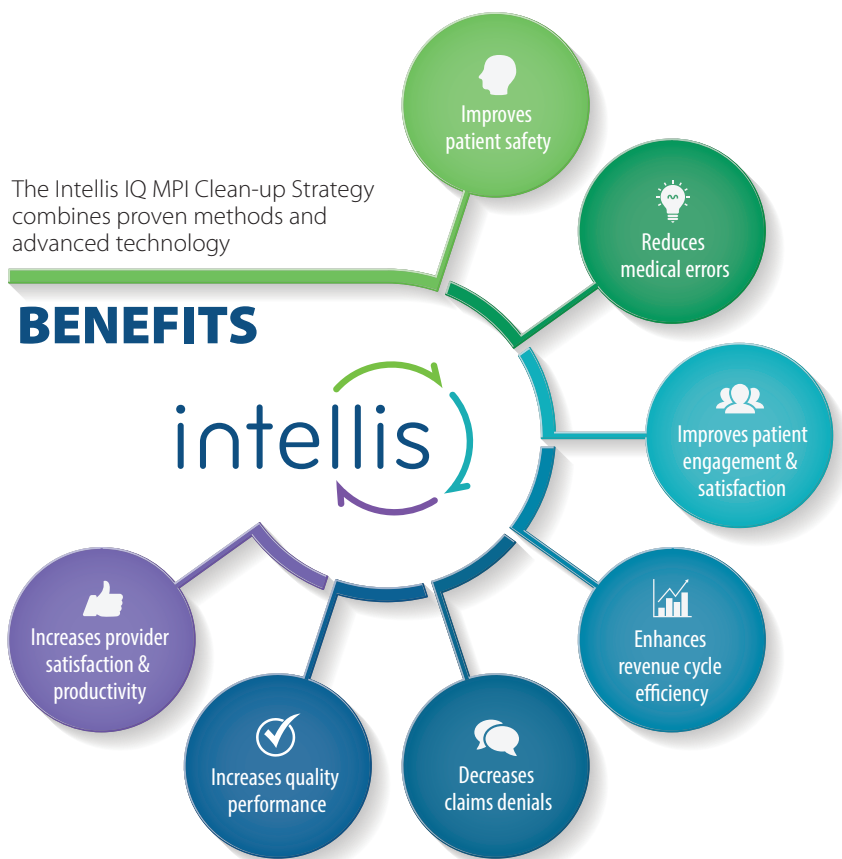 The Intellis IQ MPI Clean-up Strategy
combines proven methods and
advanced technology
BENEFITS
intellis
Improves
patient safety
Reduces
medical errors
Improves patient
engagement &
satisfaction
Enhances
revenue cycle
efficiency
Decreases
claims denials
Increases quality
performance
Increases provider
satisfaction &
productivity